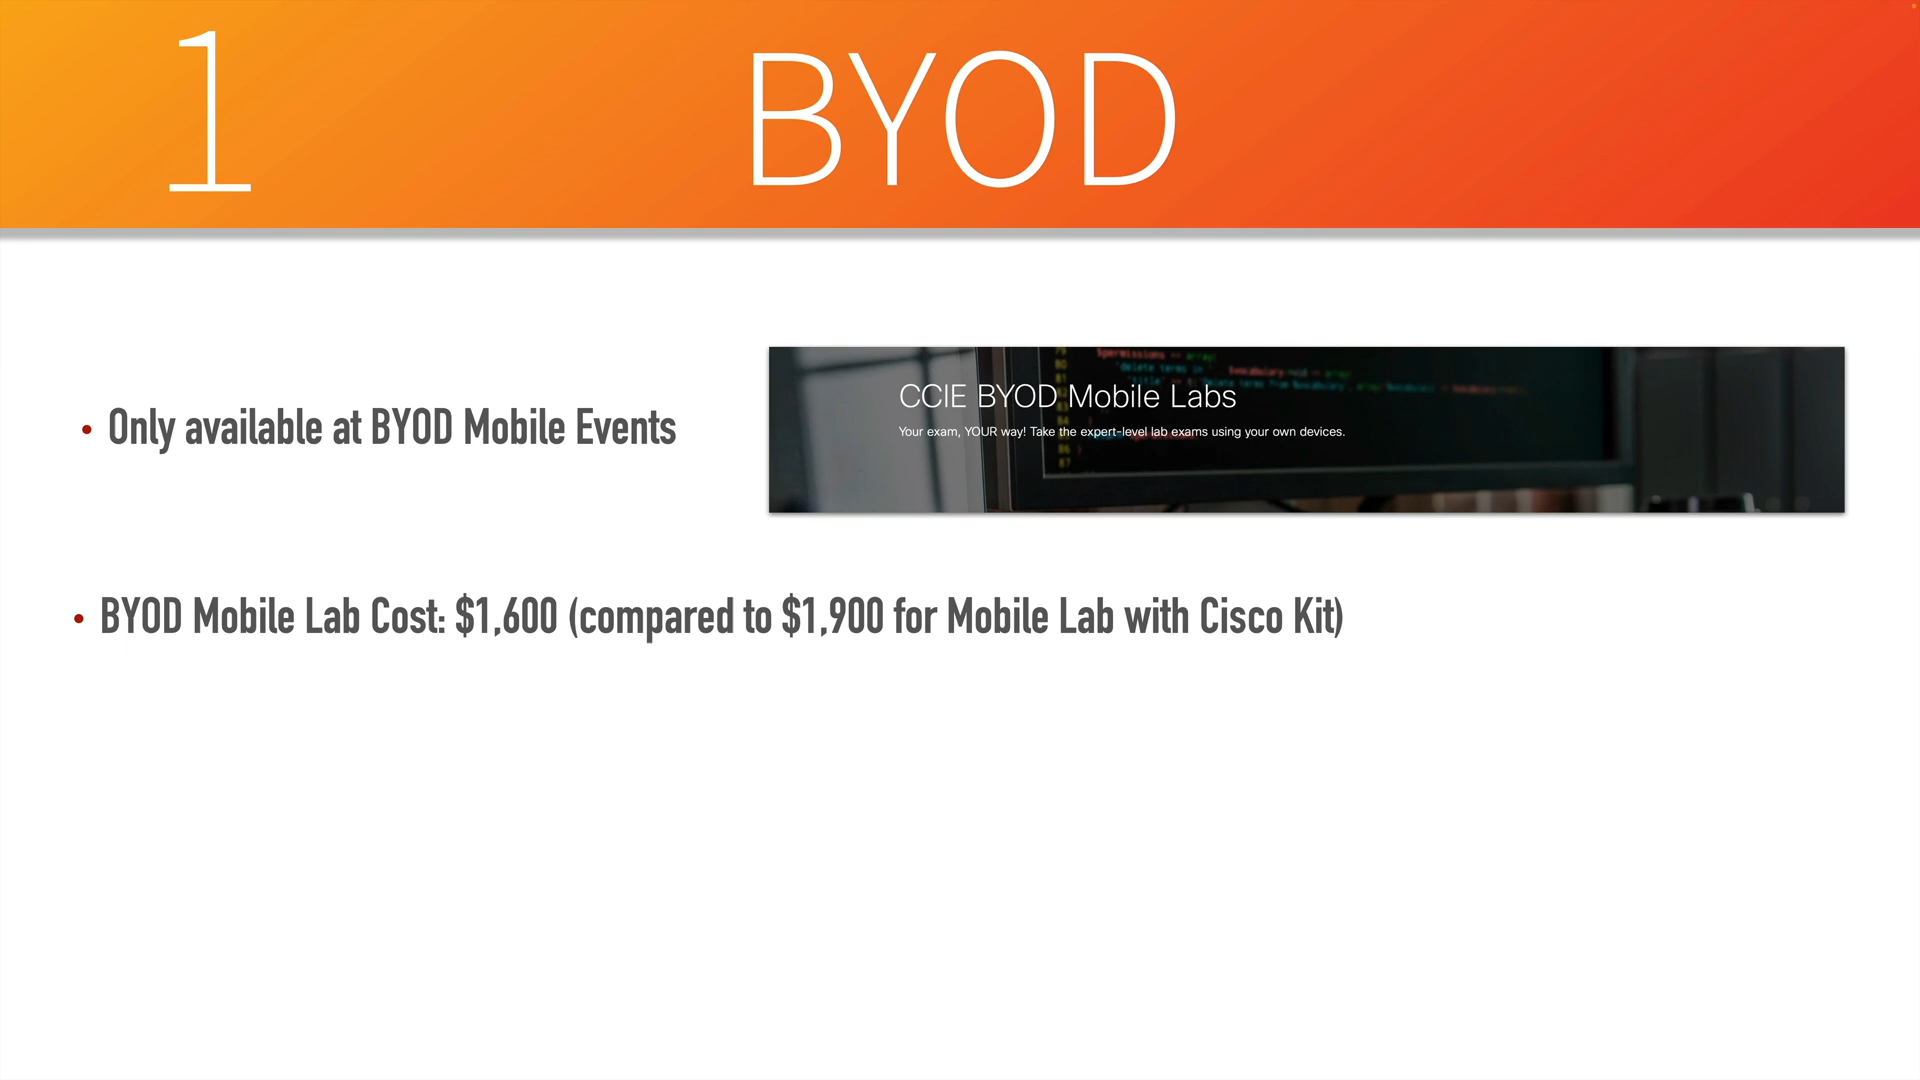 1
BYOD
• Only available at BYOD Mobile Events
CCIE BYOD Mobile Labs
Your exam, YOUR way! Take the expert-level lab exams using your own devices.
• BYOD Mobile Lab Cost: $1,600 (compared to $1,900 for Mobile Lab with Cisco Kit)